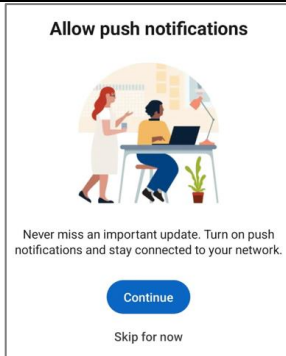 Allow push notifications
Never miss an important update. Turn on push
notifications and stay connected to your network.
Continue
Skip for now